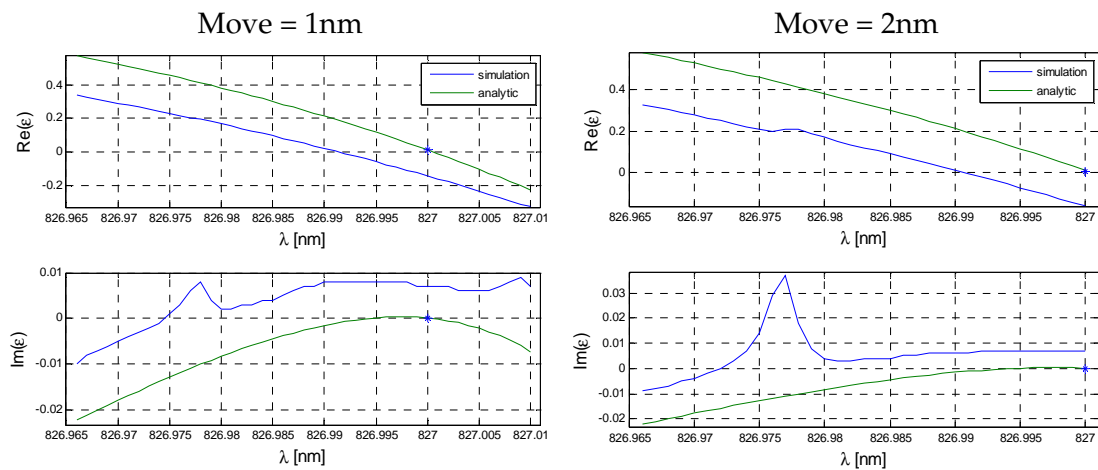 Move = 1nm
Re(ε)
0.4
0.2
0
-0.2
simulation
analytic
826.965 826.97 826.975 826.98 826.985 826.99 826.995 827 827.005 827.01
λ [nm]
Im(ε)
0.01
0
-0.01
-0.02
826.965 826.97 826.975 826.98 826.985 826.99 826.995 827 827.005 827.01
λ [nm]
Move = 2nm
Re(ε)
0.4
0.2
0
simulation
analytic
826.965 826.97 826.975 826.98 826.985 826.99 826.995 827
λ [nm]
Im(ε)
0.03
0.02
0.01
0
-0.01
-0.02
826.965 826.97 826.975 826.98 826.985 826.99 826.995 827
λ [nm]